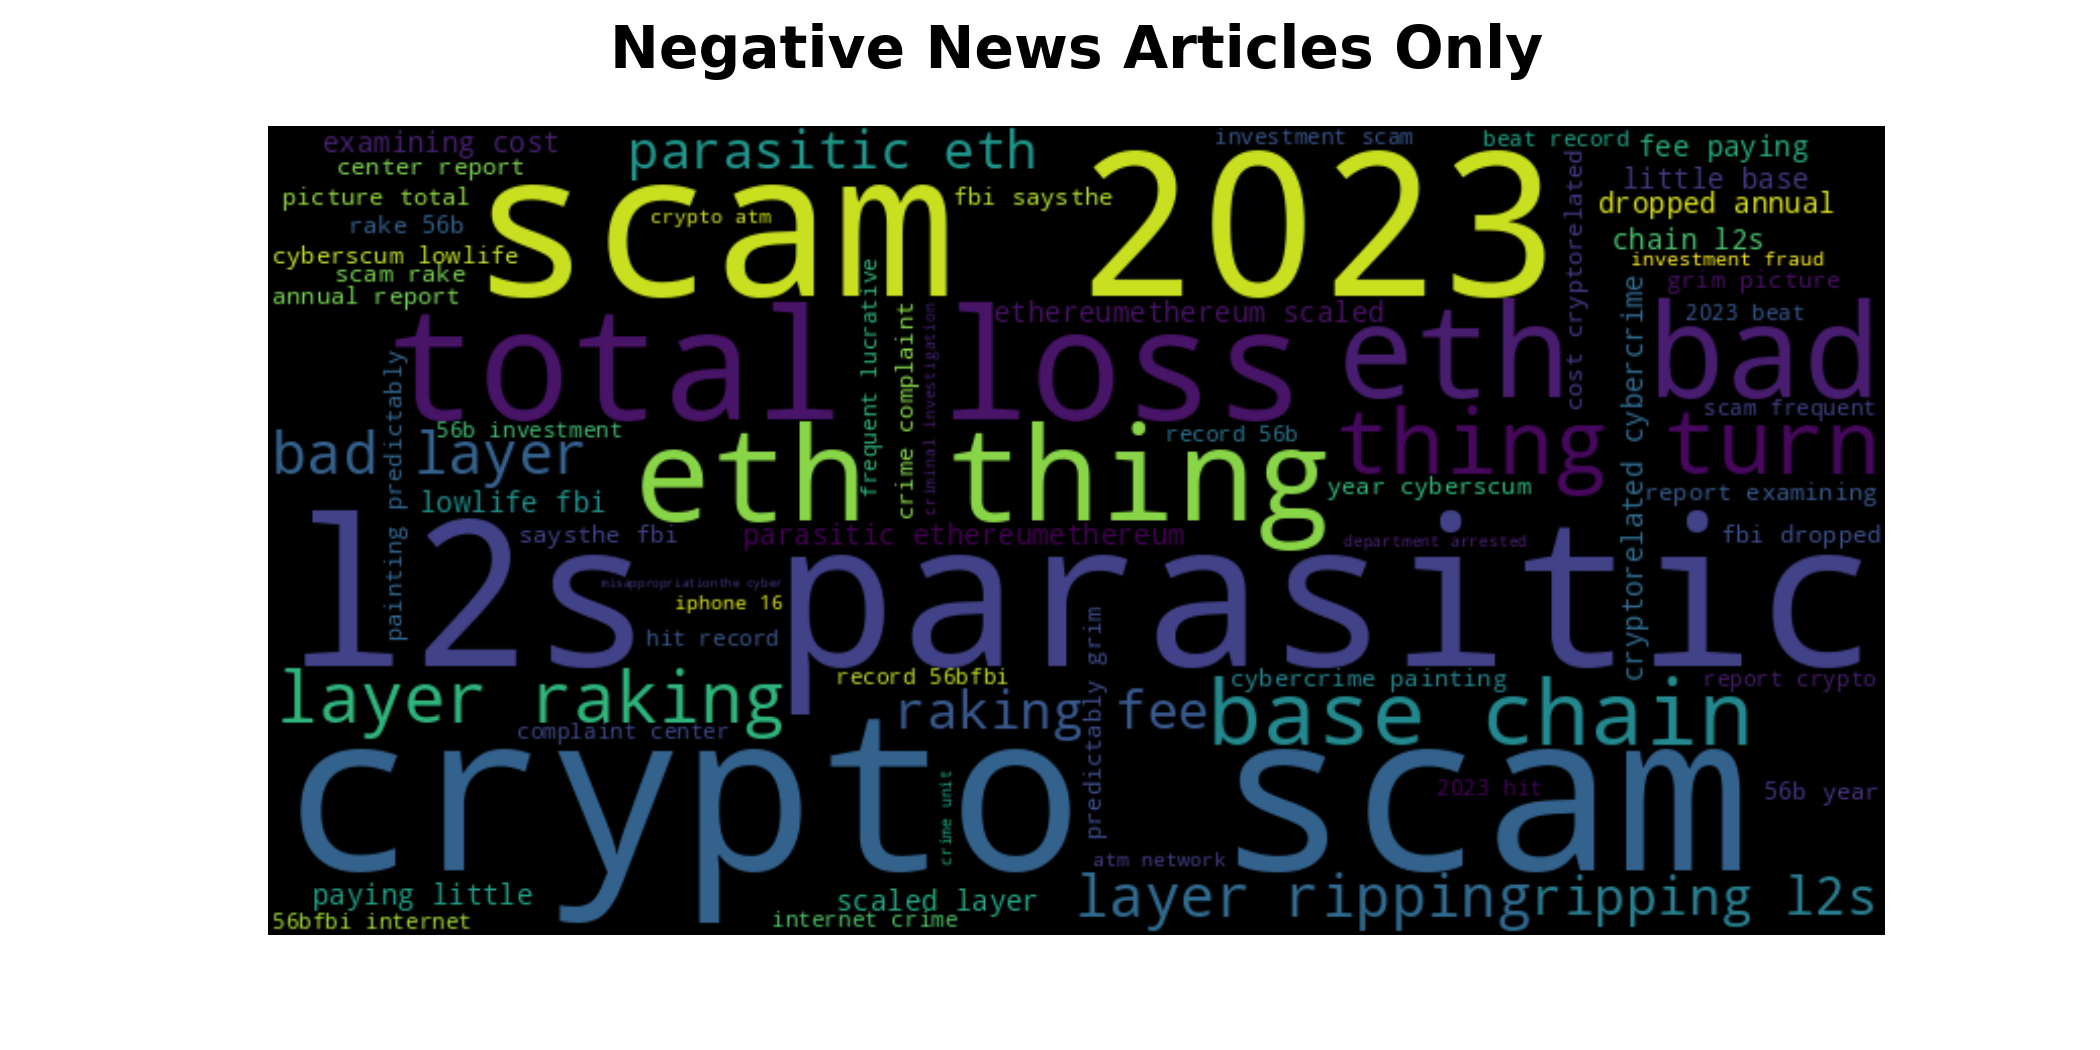 Negative News Articles Only
examining cost
parasitic eth
investment scam
beat record
fee paying
center report
little base
picture total
scam 2023
fbi saysthe
dropped annual
crypto atm
rake 56b
cost cryptorelated
chain l2s
cyberscum lowlife
investment fraud
scam rake
grim picture
annual report
frequent lucrative
crime complaint
criminal investigation
ethereumethereum scaled
2023 beat
total loss
eth bad
cryptorelated cybercrime
painting predictably
scam frequent
56b investment
bad layer
eth thing
record 56b
thing turn
lowlife fbi
year cyberscum
report examining
saysthe fbi
parasitic ethereumethereum
department arrested
fbi dropped
l2s parasitic
misappropriationthe cyber
iphone 16
hit record
predictably grim
layer raking
record 56bfbi
cybercrime painting
report crypto
raking fee
base chain
complaint center
crypto scam
crime unit
2023 hit
56b year
atm network
paying little
scaled layer
layer ripping
ripping l2s
56bfbi internet
internet crime